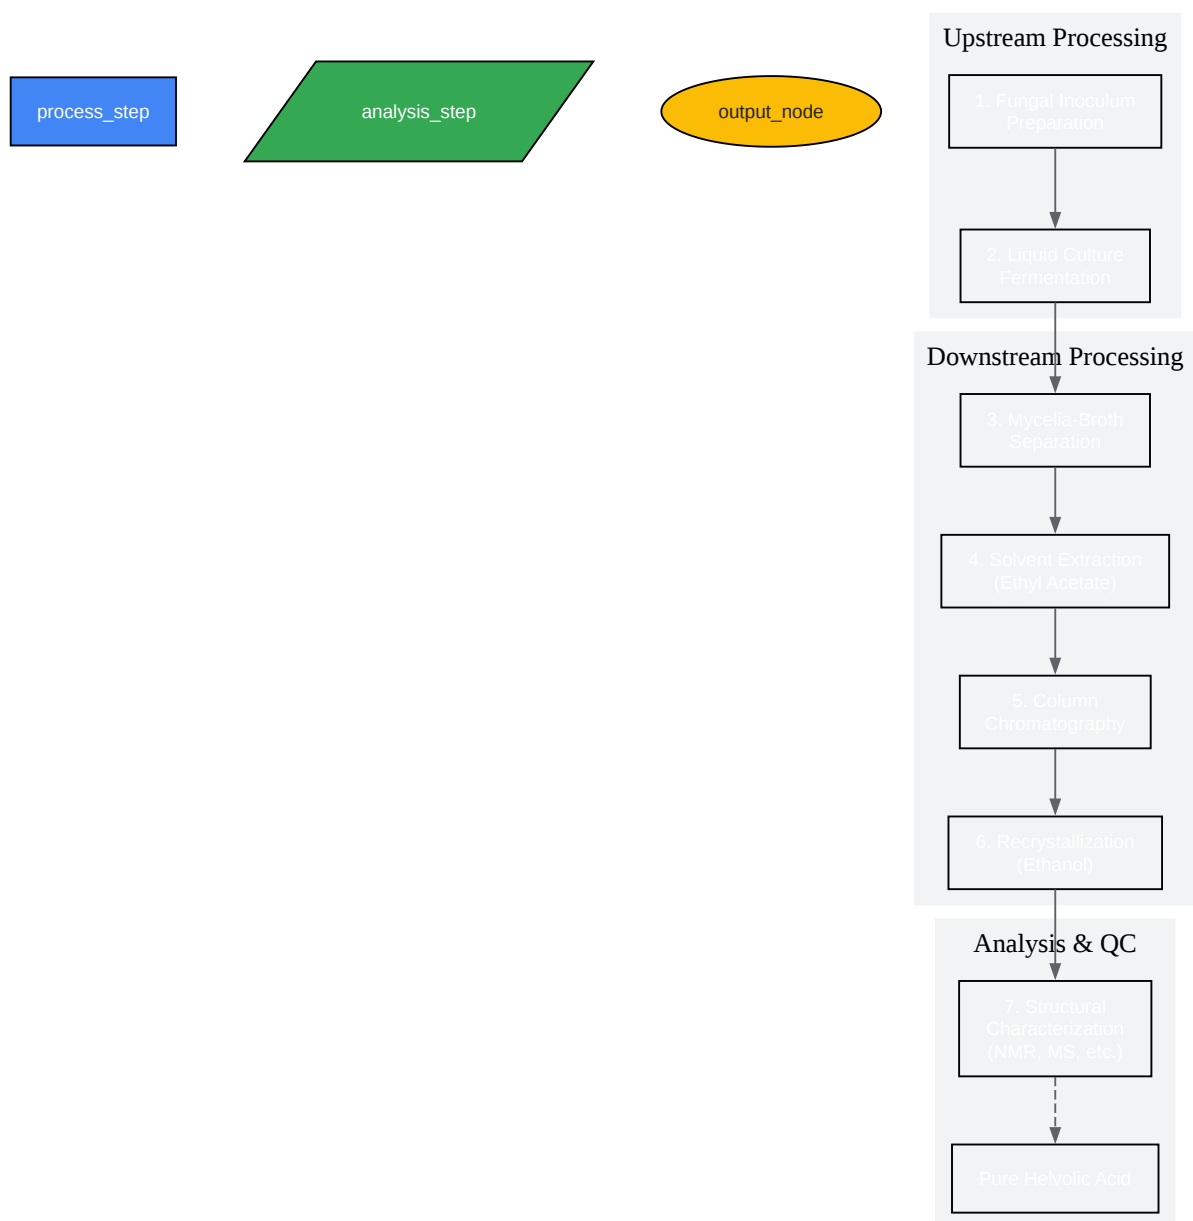 process_step
analysis_step
output_node
Upstream Processing
1. Fungal Inoculum
Preparation
2. Liquid Culture
Fermentation
Downstream Processing
3. Mycelia-Broth
Separation
4. Solvent Extraction
(Ethyl Acetate)
5. Column
Chromatography
6. Recrystallization
(Ethanol)
Analysis & QC
7. Structural
Characterization
(NMR, MS, etc.)
Pure Helvolic Acid